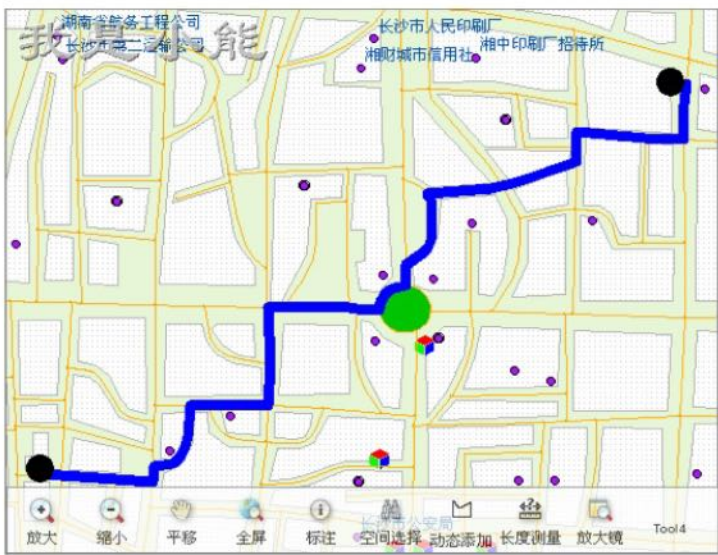 湖南省航务工程公司
长沙市第二运输公司
我是小能
长沙市人民印刷厂
湘财城市信用社
湘中印刷厂招待所
长沙市公安局
放大
缩小
平移
全屏
标注
空间选择
动态添加
长度测量
放大镜
Tool4